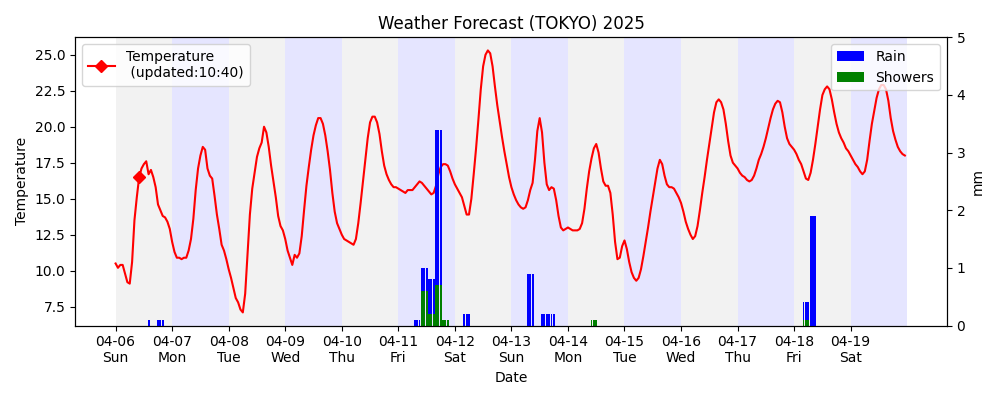 Weather Forecast (TOKYO) 2025
Temperature
(updated:10:40)
Rain
Showers
25.0
22.5
20.0
17.5
15.0
12.5
10.0
7.5
Temperature
5
4
3
2
1
0
mm
04-06 04-07 04-08 04-09 04-10 04-11 04-12 04-13 04-14 04-15 04-16 04-17 04-18 04-19
Sun Mon Tue Wed Thu Fri Sat Sun Mon Tue Wed Thu Fri Sat
Date